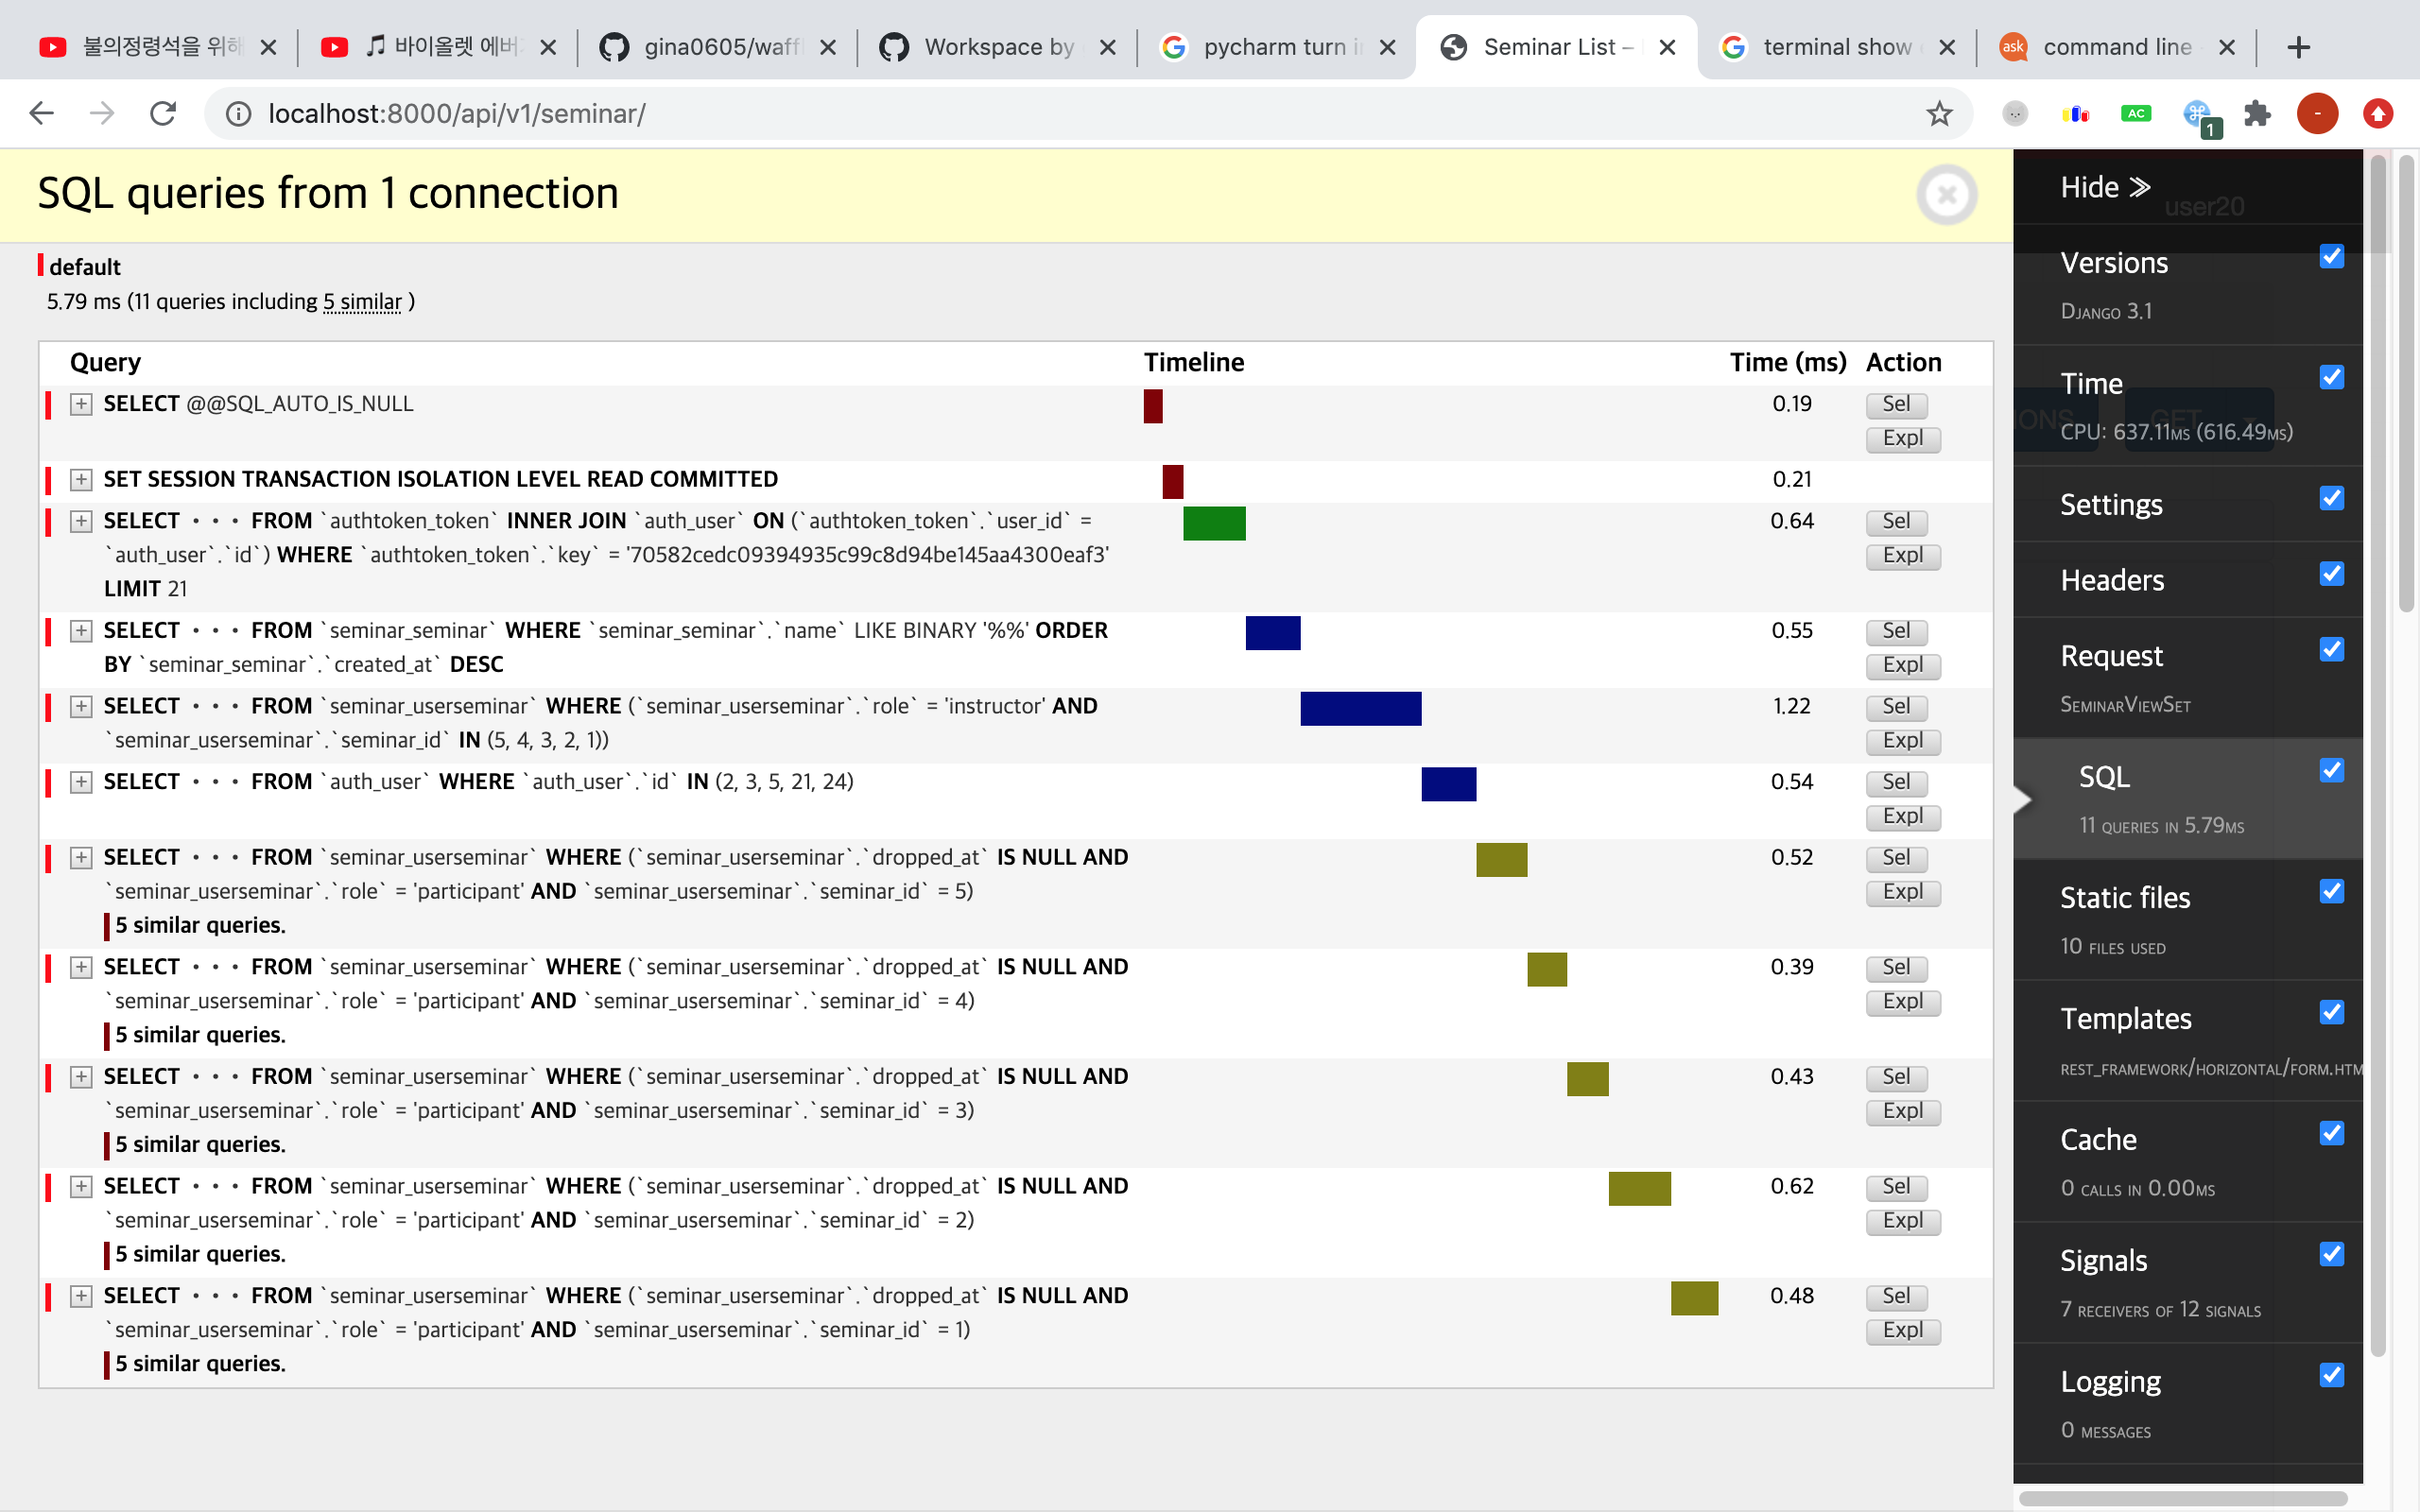 불의정령석을 위해
🎵 바이올렛 에버
gina0605/waffl
Workspace by
pycharm turn i
Seminar List –
terminal show
command line
localhost:8000/api/v1/seminar/
AC
1
-
SQL queries from 1 connection
default
5.79 ms (11 queries including 5 similar )
Query Timeline Time (ms) Action
SELECT @@SQL_AUTO_IS_NULL 0.19 Sel
Expl
SET SESSION TRANSACTION ISOLATION LEVEL READ COMMITTED 0.21
SELECT ••• FROM `authtoken_token` INNER JOIN `auth_user` ON (`authtoken_token`.`user_id` = 0.64 Sel
`auth_user`.`id`) WHERE `authtoken_token`.`key` = '70582cedc09394935c99c8d94be145aa4300eaf3' Expl
LIMIT 21
SELECT ••• FROM `seminar_seminar` WHERE `seminar_seminar`.`name` LIKE BINARY '%%' ORDER 0.55 Sel
BY `seminar_seminar`.`created_at` DESC Expl
SELECT ••• FROM `seminar_userseminar` WHERE (`seminar_userseminar`.`role` = 'instructor' AND 1.22 Sel
`seminar_userseminar`.`seminar_id` IN (5, 4, 3, 2, 1)) Expl
SELECT ••• FROM `auth_user` WHERE `auth_user`.`id` IN (2, 3, 5, 21, 24) 0.54 Sel
Expl
SELECT ••• FROM `seminar_userseminar` WHERE (`seminar_userseminar`.`dropped_at` IS NULL AND 0.52 Sel
`seminar_userseminar`.`role` = 'participant' AND `seminar_userseminar`.`seminar_id` = 5) Expl
5 similar queries.
SELECT ••• FROM `seminar_userseminar` WHERE (`seminar_userseminar`.`dropped_at` IS NULL AND 0.39 Sel
`seminar_userseminar`.`role` = 'participant' AND `seminar_userseminar`.`seminar_id` = 4) Expl
5 similar queries.
SELECT ••• FROM `seminar_userseminar` WHERE (`seminar_userseminar`.`dropped_at` IS NULL AND 0.43 Sel
`seminar_userseminar`.`role` = 'participant' AND `seminar_userseminar`.`seminar_id` = 3) Expl
5 similar queries.
SELECT ••• FROM `seminar_userseminar` WHERE (`seminar_userseminar`.`dropped_at` IS NULL AND 0.62 Sel
`seminar_userseminar`.`role` = 'participant' AND `seminar_userseminar`.`seminar_id` = 2) Expl
5 similar queries.
SELECT ••• FROM `seminar_userseminar` WHERE (`seminar_userseminar`.`dropped_at` IS NULL AND 0.48 Sel
`seminar_userseminar`.`role` = 'participant' AND `seminar_userseminar`.`seminar_id` = 1) Expl
5 similar queries.
Hide ≫
user20
Versions
Django 3.1
Time
IONS GET
CPU: 637.11ms (616.49ms)
Settings
Headers
Request
SeminarViewSet
SQL
11 queries in 5.79ms
Static files
10 files used
Templates
rest_framework/horizontal/form.htm
Cache
0 calls in 0.00ms
Signals
7 receivers of 12 signals
Logging
0 messages